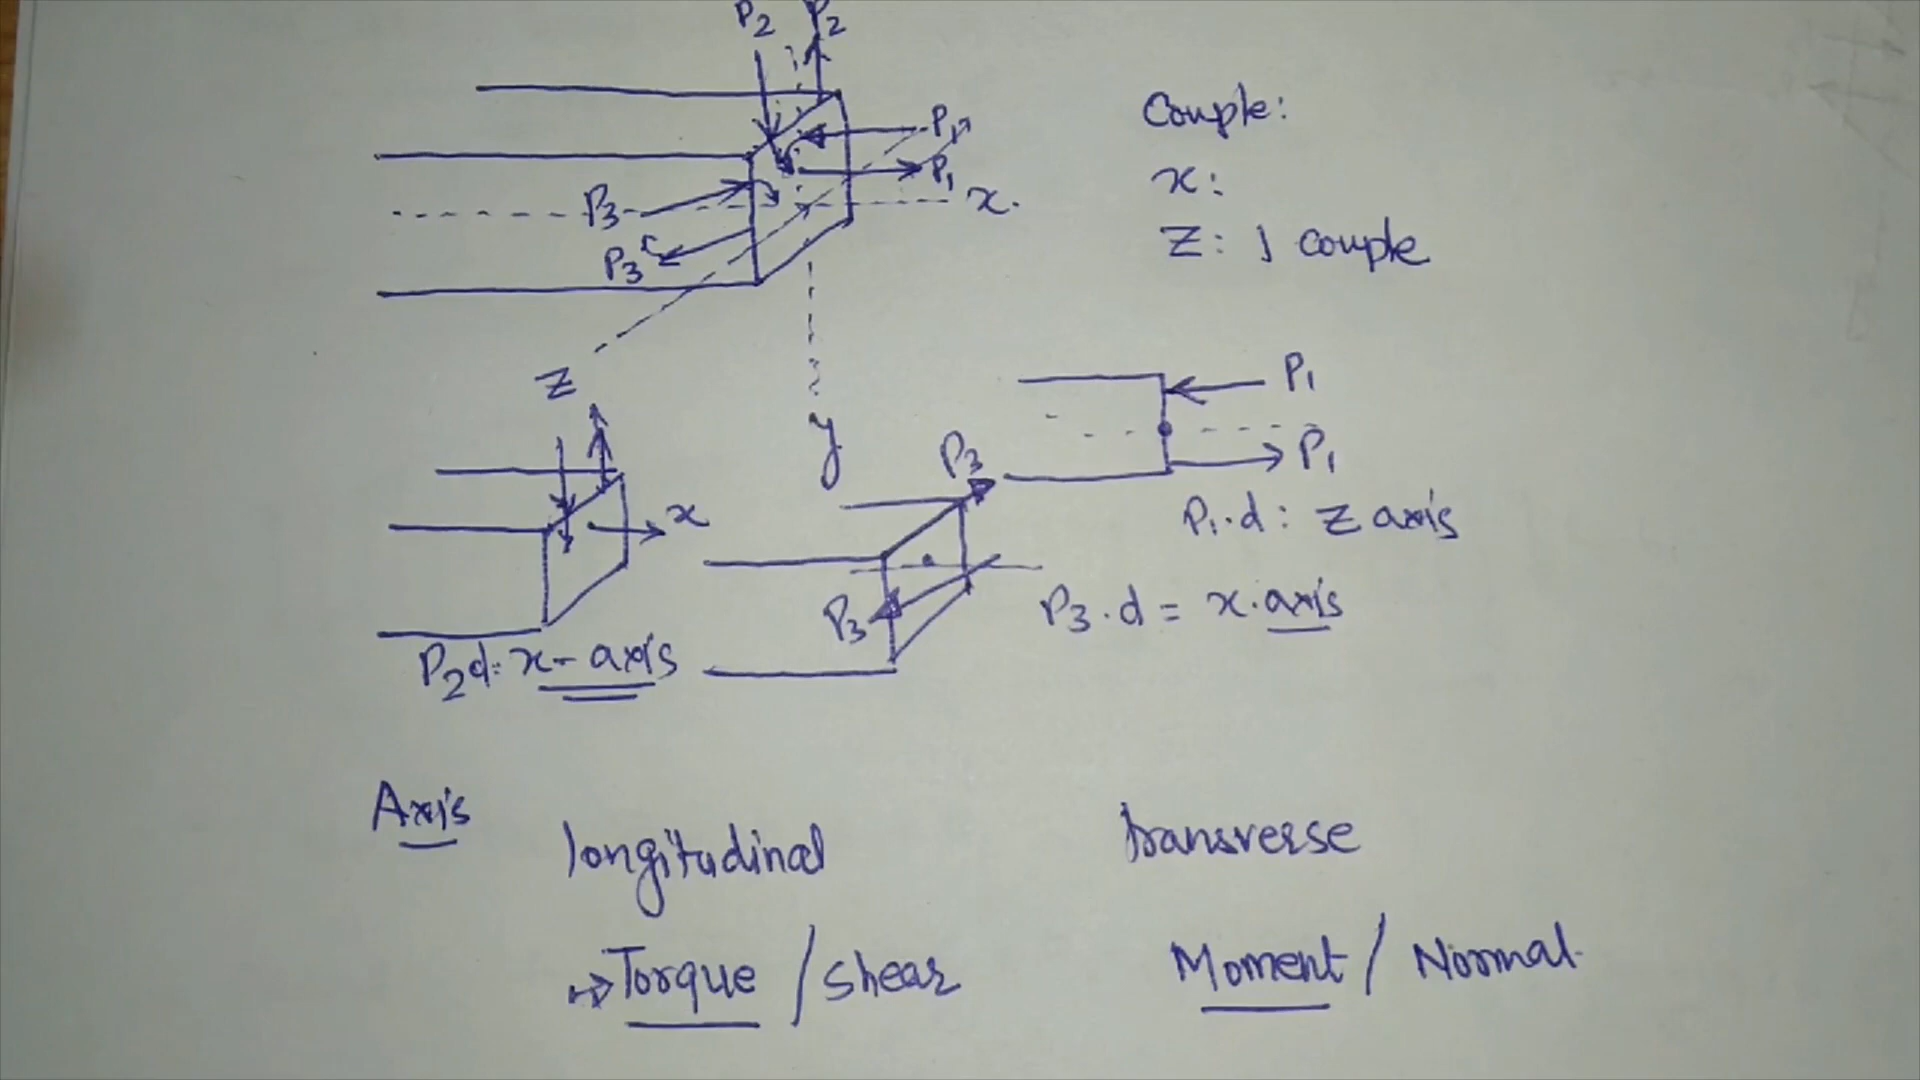 P2 P2
P1
P1
x.
P3
P3
Z
y
Couple:
x:
Z: 1 couple
P1
P1
P1.d: Z axis
x
P2d: x-axis
P3
P3
P3.d = x.axis
Axis
longitudinal
Transverse
Torque / Shear
Moment / Normal